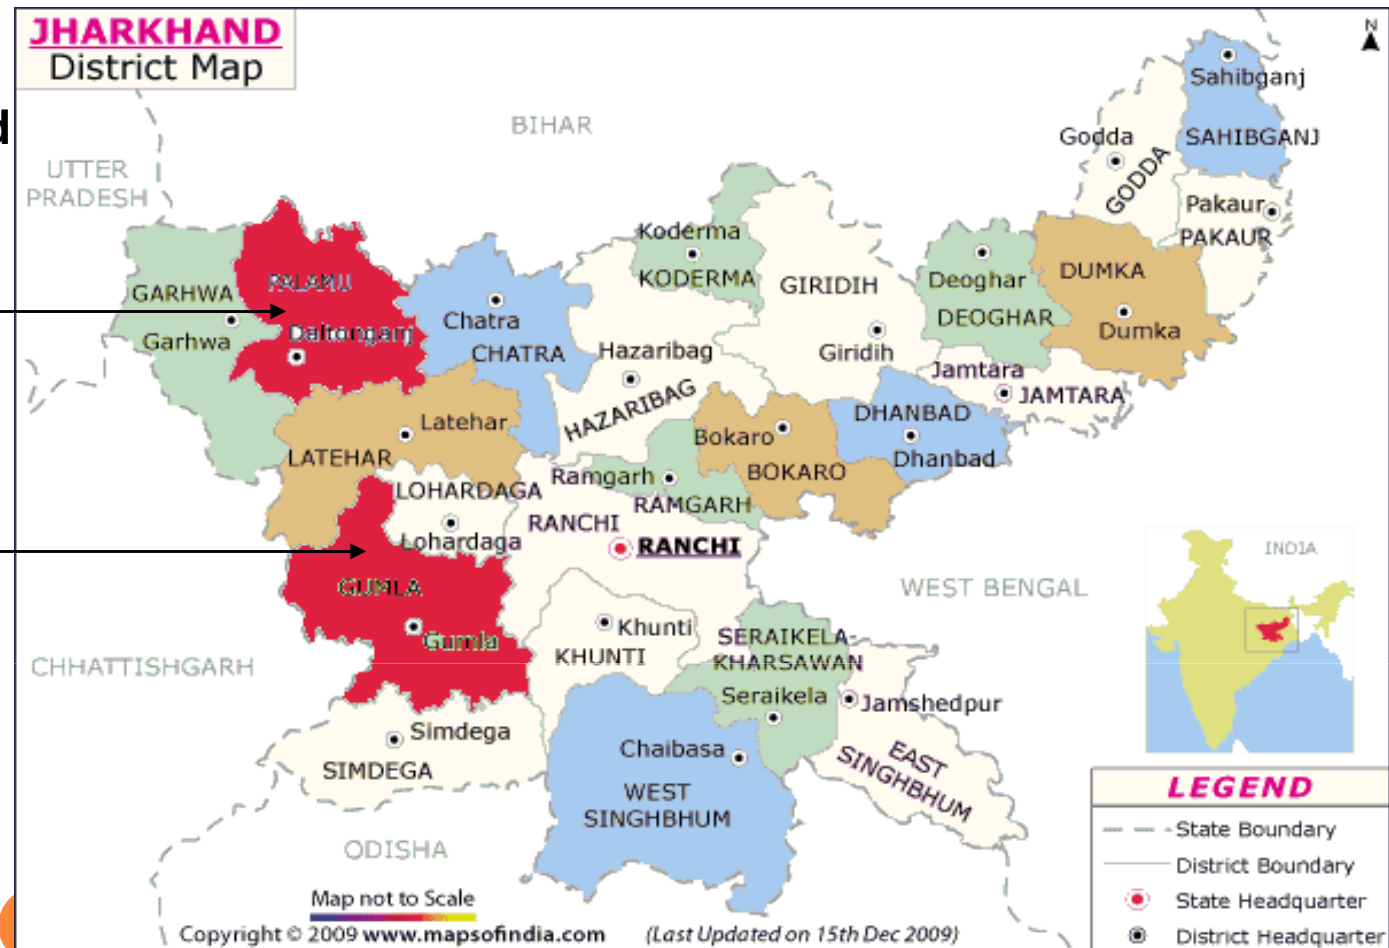 JHARKHAND
District Map
N
d
BIHAR
UTTER
PRADESH
Sahibganj
SAHIBGANJ
Godda
GODDA
Pakaur
PAKAUR
Koderma
KODERMA
GIRIDIH
Giridih
Deoghar
DEOGHAR
DUMKA
Dumka
PALAMU
Daltonganj
GARHWA
Garhwa
Chatra
CHATRA
Hazaribag
HAZARIBAG
Jamtara
JAMTARA
DHANBAD
Dhanbad
Latehar
LATEHAR
Bokaro
BOKARO
Ramgarh
RAMGARH
LOHARDAGA
Lohardaga
RANCHI
RANCHI
GUMLA
Gumla
Khunti
KHUNTI
SERAIKELA-
KHARSAWAN
Seraikela
Jamshedpur
EAST
SINGHBHUM
WEST BENGAL
INDIA
CHHATTISHGARH
Simdega
SIMDEGA
Chaibasa
WEST
SINGHBHUM
ODISHA
LEGEND
State Boundary
District Boundary
State Headquarter
District Headquarter
Map not to Scale
Copyright © 2009 www.mapsofindia.com
(Last Updated on 15th Dec 2009)